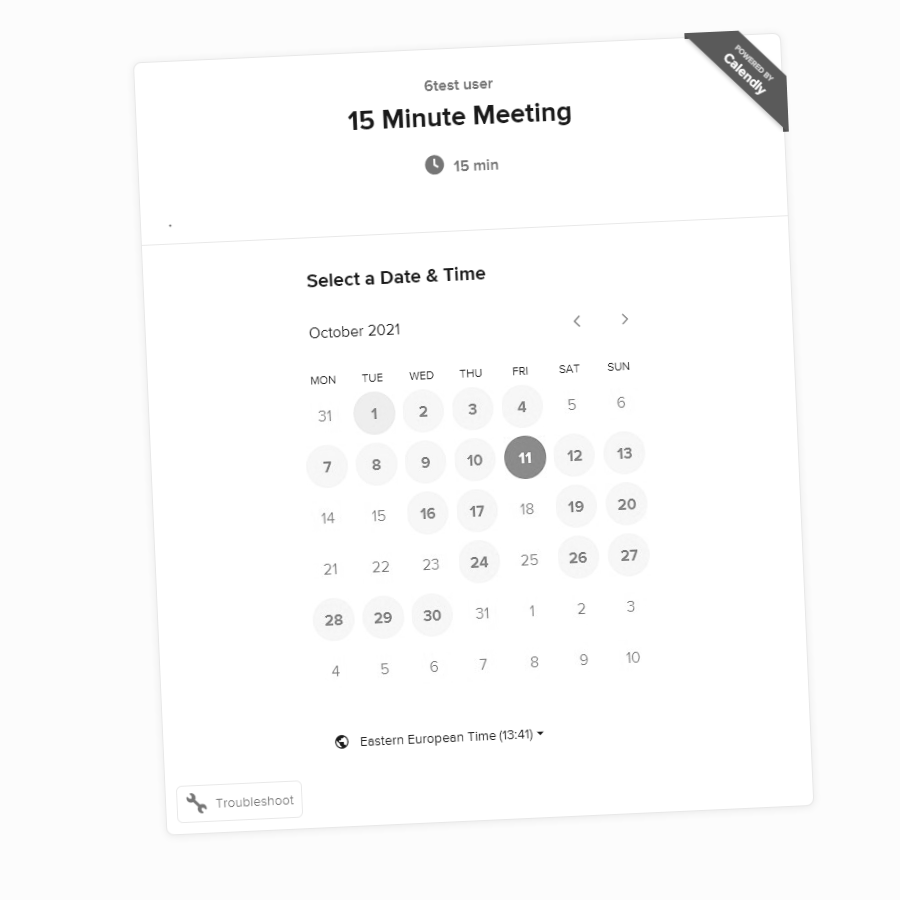 POWERED BY
Calendly
6test user
15 Minute Meeting
15 min
.
Select a Date & Time
October 2021
MON TUE WED THU FRI SAT SUN
31 1 2 3 4 5 6
7 8 9 10 11 12 13
14 15 16 17 18 19 20
21 22 23 24 25 26 27
28 29 30 31 1 2 3
4 5 6 7 8 9 10
Eastern European Time (13:41)
Troubleshoot